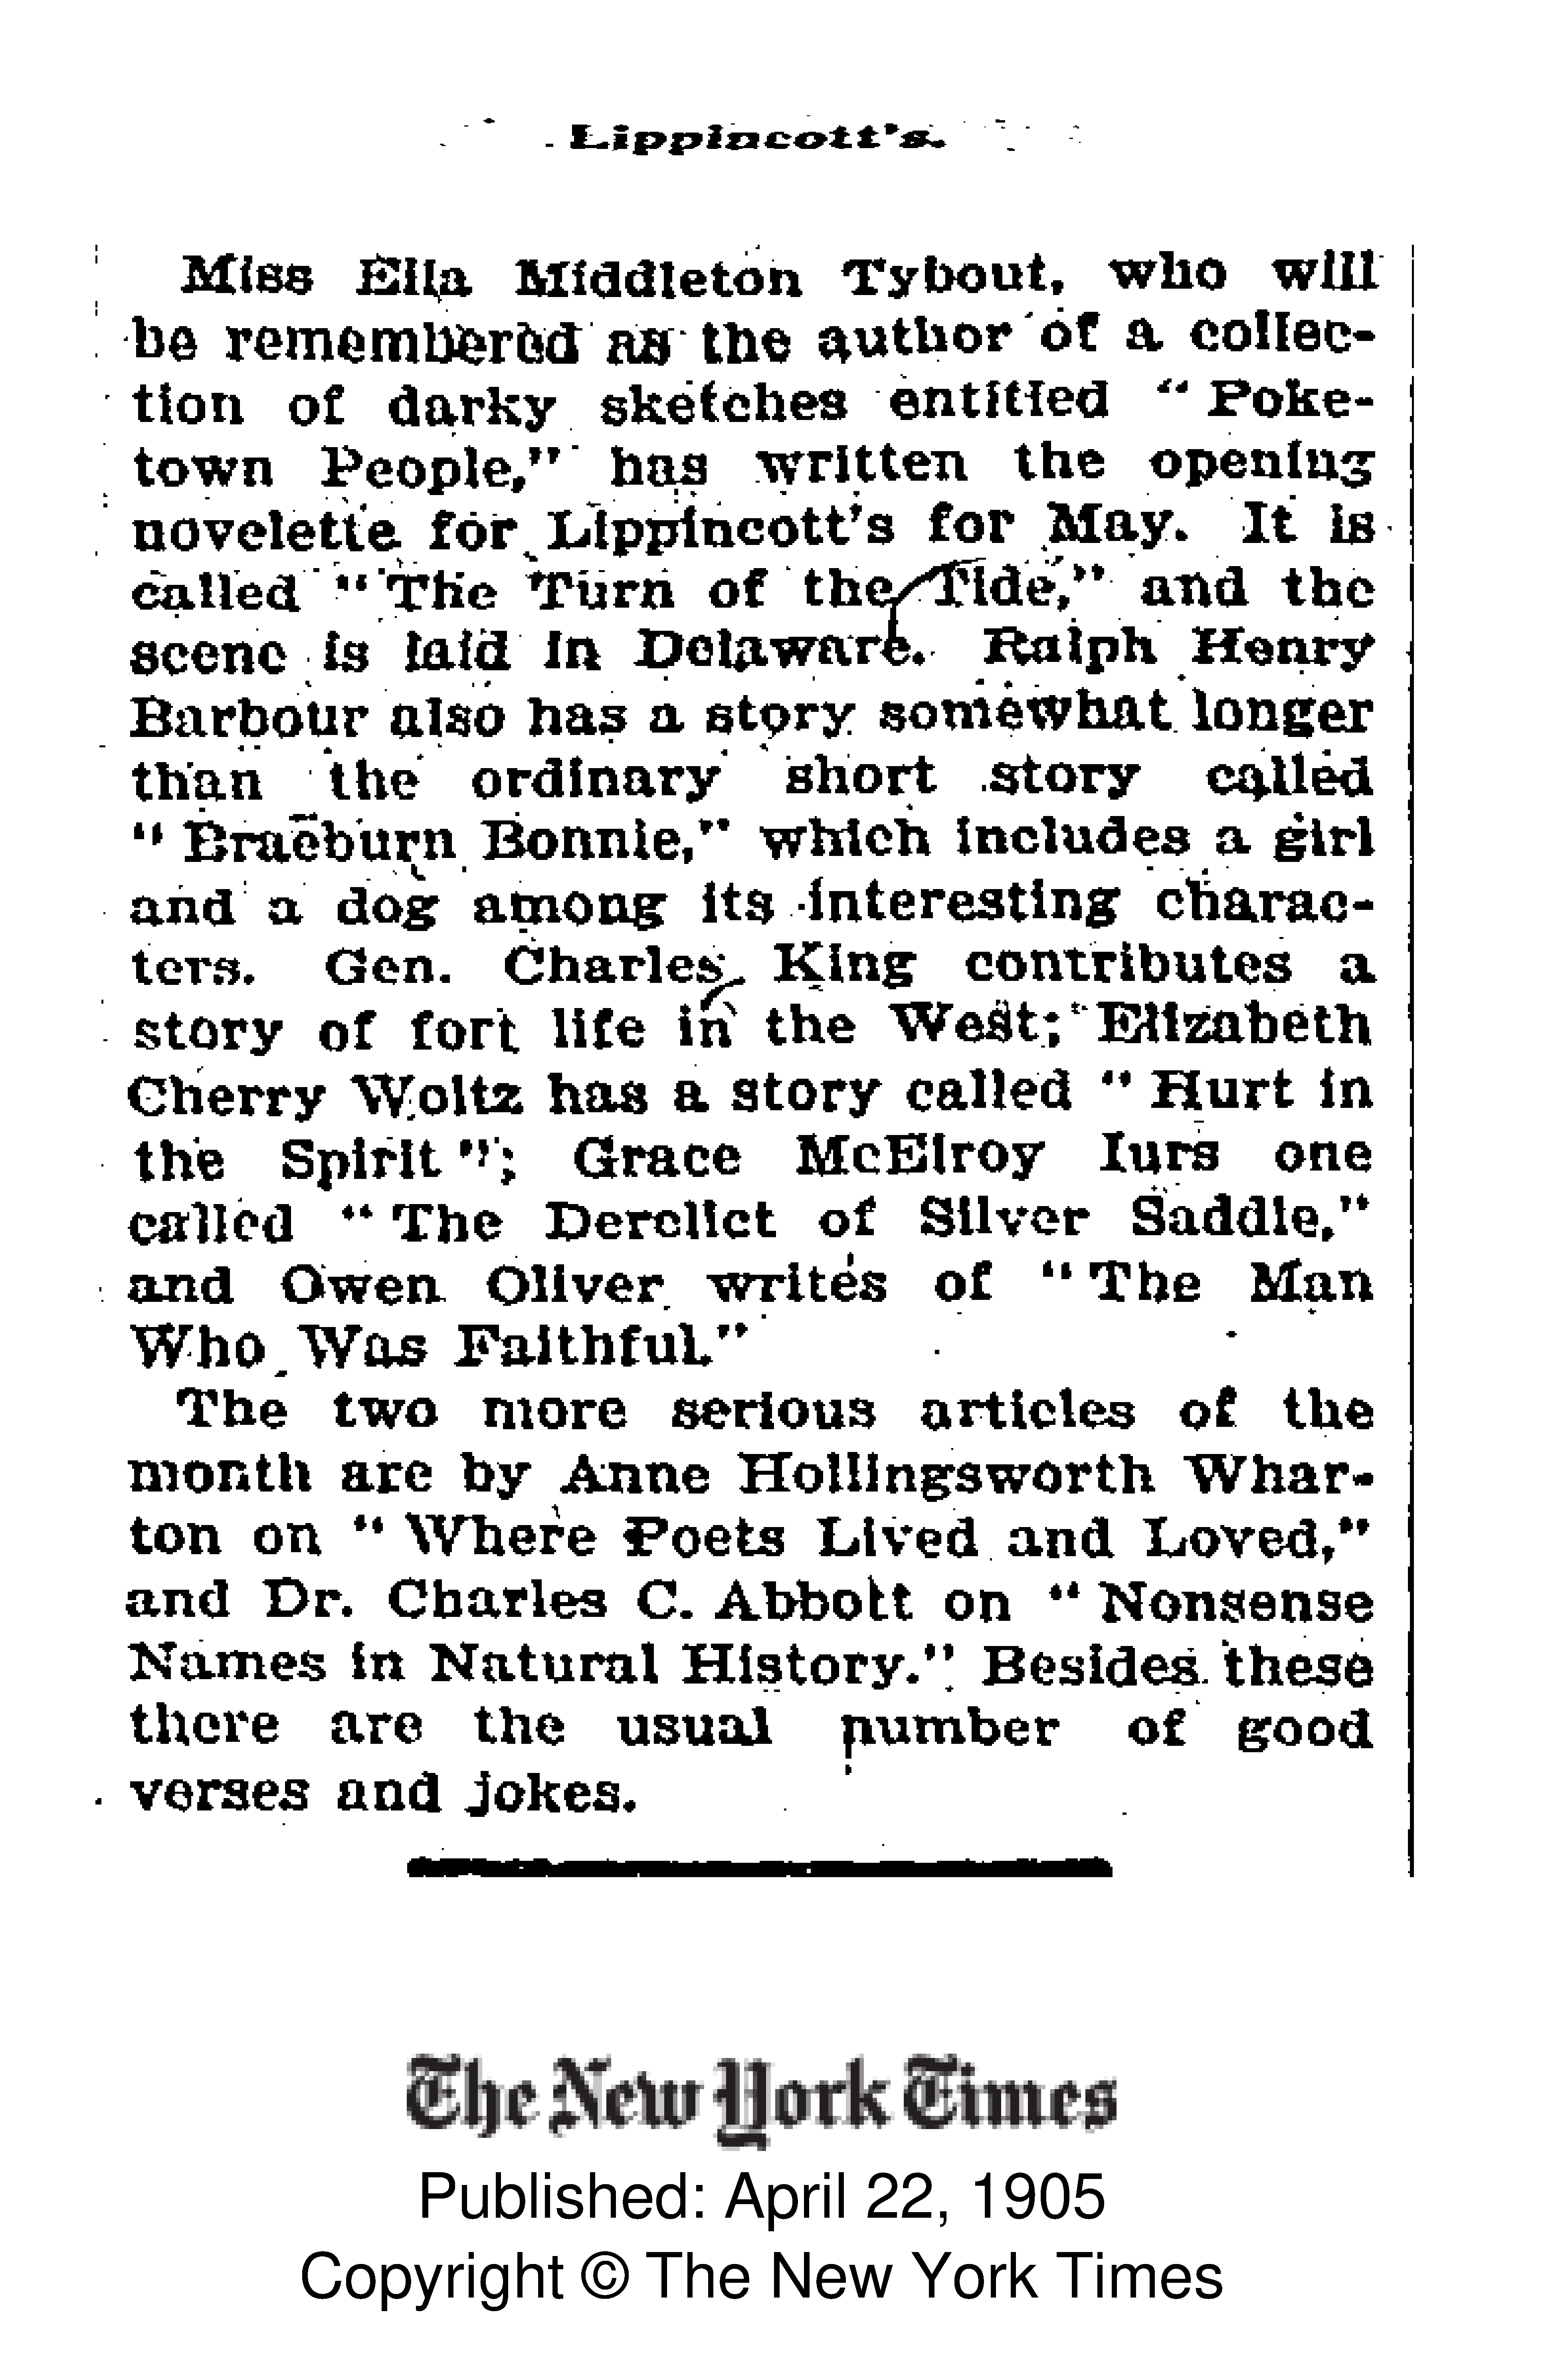 Lippincott's.
Miss Ella Middleton Tybout, who will
be remembered as the author of a collec-
tion of darky sketches entitled "Poke-
town People," has written the opening
novelette for Lippincott's for May. It is
called "The Turn of the Tide," and the
scene is laid in Delaware. Ralph Henry
Barbour also has a story somewhat longer
than the ordinary short story called
"Braeburn Bonnie," which includes a girl
and a dog among its interesting charac-
ters. Gen. Charles King contributes a
story of fort life in the West; Elizabeth
Cherry Woltz has a story called "Hurt in
the Spirit"; Grace McElroy Iurs one
called "The Derelict of Silver Saddle,"
and Owen Oliver writes of "The Man
Who Was Faithful."
The two more serious articles of the
month are by Anne Hollingsworth Whar-
ton on "Where Poets Lived and Loved,"
and Dr. Charles C. Abbott on "Nonsense
Names in Natural History." Besides these
there are the usual number of good
verses and jokes.
The New York Times
Published: April 22, 1905
Copyright © The New York Times